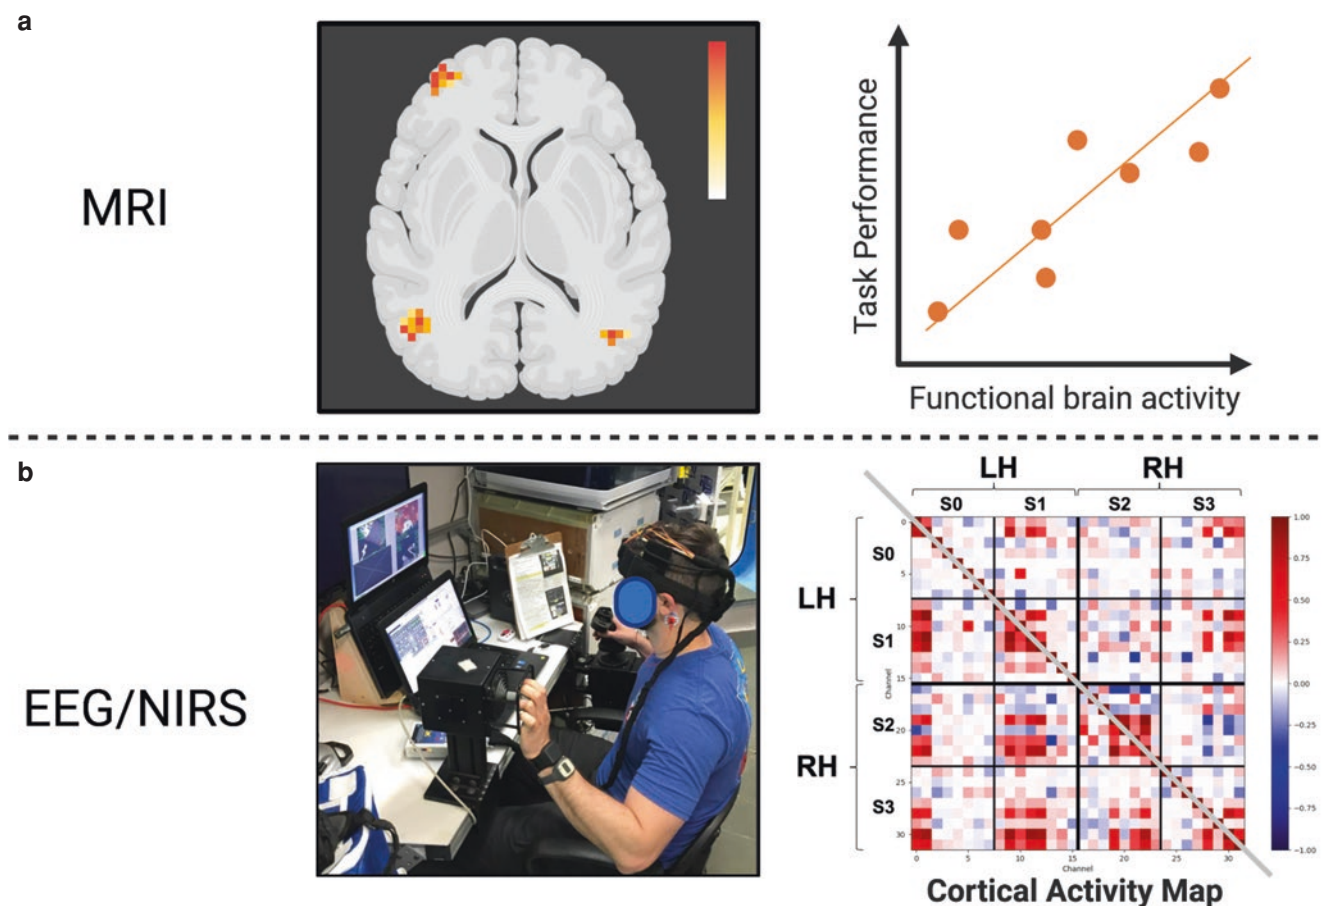 a
MRI
Task Performance
Functional brain activity
b
EEG/NIRS
LH RH
S0 S1 S2 S3
LH
RH
S0
S1
S2
S3
0
5
10
15
20
25
30
Channel
0 5 10 15 20 25 30
Channel
1.00
0.75
0.50
0.25
0.00
−0.25
−0.50
−0.75
−1.00
Cortical Activity Map